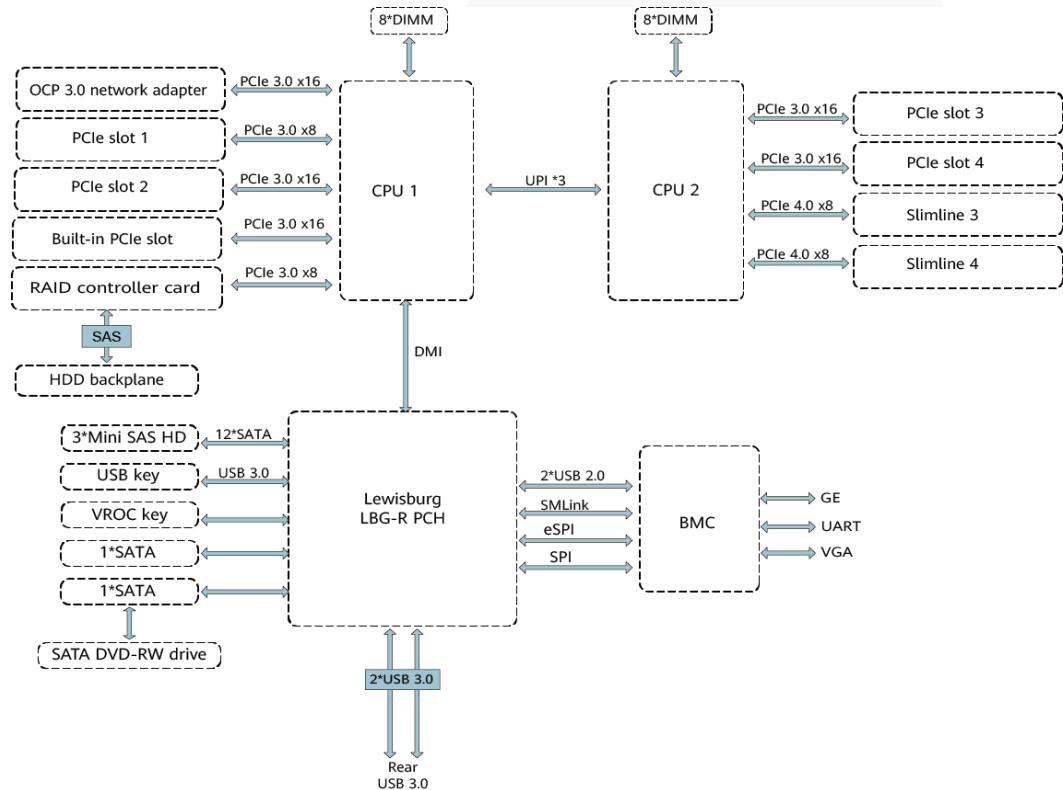 8*DIMM
8*DIMM
OCP 3.0 network adapter
PCIe 3.0 x16
PCIe slot 1
PCIe 3.0 x8
PCIe slot 2
PCIe 3.0 x16
Built-in PCIe slot
PCIe 3.0 x16
RAID controller card
PCIe 3.0 x8
SAS
HDD backplane
CPU 1
UPI *3
CPU 2
PCIe 3.0 x16
PCIe slot 3
PCIe 3.0 x16
PCIe slot 4
PCIe 4.0 x8
Slimline 3
PCIe 4.0 x8
Slimline 4
DMI
3*Mini SAS HD
12*SATA
USB key
USB 3.0
VROC key
1*SATA
1*SATA
SATA DVD-RW drive
Lewisburg
LBG-R PCH
2*USB 2.0
SMLink
eSPI
SPI
BMC
GE
UART
VGA
2*USB 3.0
Rear
USB 3.0